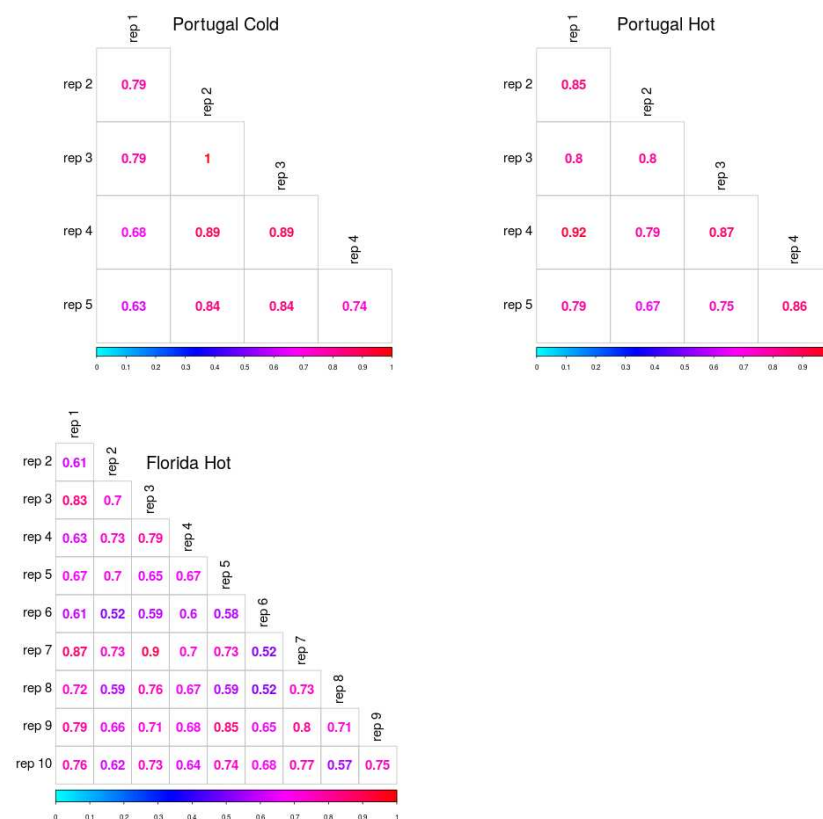 Portugal Cold
rep 1
rep 2 0.79
rep 2
rep 3 0.79 1
rep 3
rep 4 0.68 0.89 0.89
rep 4
rep 5 0.63 0.84 0.84 0.74
0 0.1 0.2 0.3 0.4 0.5 0.6 0.7 0.8 0.9 1
Portugal Hot
rep 1
rep 2 0.85
rep 2
rep 3 0.8 0.8
rep 3
rep 4 0.92 0.79 0.87
rep 4
rep 5 0.79 0.67 0.75 0.86
0 0.1 0.2 0.3 0.4 0.5 0.6 0.7 0.8 0.9
Florida Hot
rep 1
rep 2 0.61
rep 2
rep 3 0.83 0.7
rep 3
rep 4 0.63 0.73 0.79
rep 4
rep 5 0.67 0.7 0.65 0.67
rep 5
rep 6 0.61 0.52 0.59 0.6 0.58
rep 6
rep 7 0.87 0.73 0.9 0.7 0.73 0.52
rep 7
rep 8 0.72 0.59 0.76 0.67 0.59 0.52 0.73
rep 8
rep 9 0.79 0.66 0.71 0.68 0.85 0.65 0.8 0.71
rep 9
rep 10 0.76 0.62 0.73 0.64 0.74 0.68 0.77 0.57 0.75
0 0.1 0.2 0.3 0.4 0.5 0.6 0.7 0.8 0.9 1